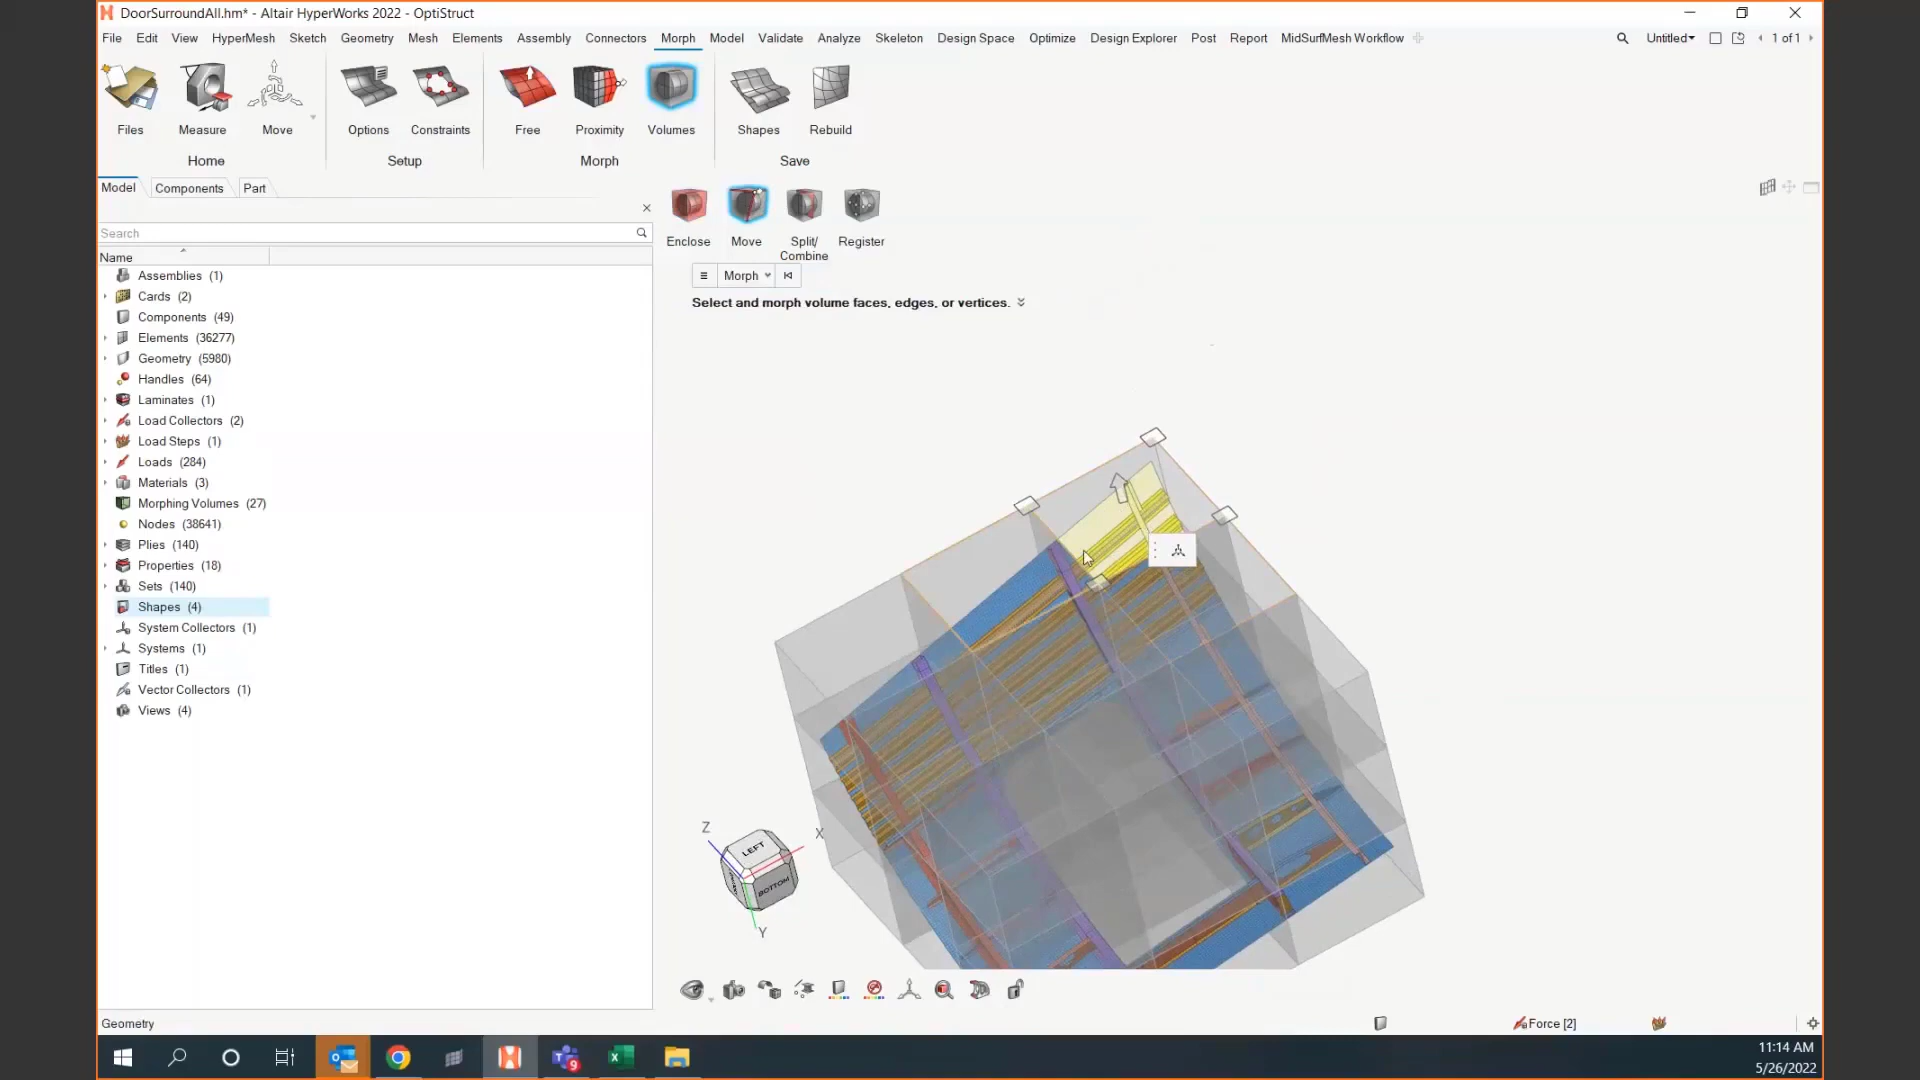 DoorSurroundAll.hm* - Altair HyperWorks 2022 - OptiStruct
File Edit View HyperMesh Sketch Geometry Mesh Elements Assembly Connectors Morph Model Validate Analyze Skeleton Design Space Optimize Design Explorer Post Report MidSurfMesh Workflow Untitled 1 of 1
Files Measure Move Options Constraints Free Proximity Volumes Shapes Rebuild
Home Setup Morph Save
Model Components Part
Search
Name
Assemblies (1)
Cards (2)
Components (49)
Elements (36277)
Geometry (5980)
Handles (64)
Laminates (1)
Load Collectors (2)
Load Steps (1)
Loads (284)
Materials (3)
Morphing Volumes (27)
Nodes (38641)
Plies (140)
Properties (18)
Sets (140)
Shapes (4)
System Collectors (1)
Systems (1)
Titles (1)
Vector Collectors (1)
Views (4)
Enclose Move Split/ Register
Combine
Morph
Select and morph volume faces, edges, or vertices.
Z
X
LEFT
BOTTOM
Y
Geometry
Force [2]
9
11:14 AM
5/26/2022